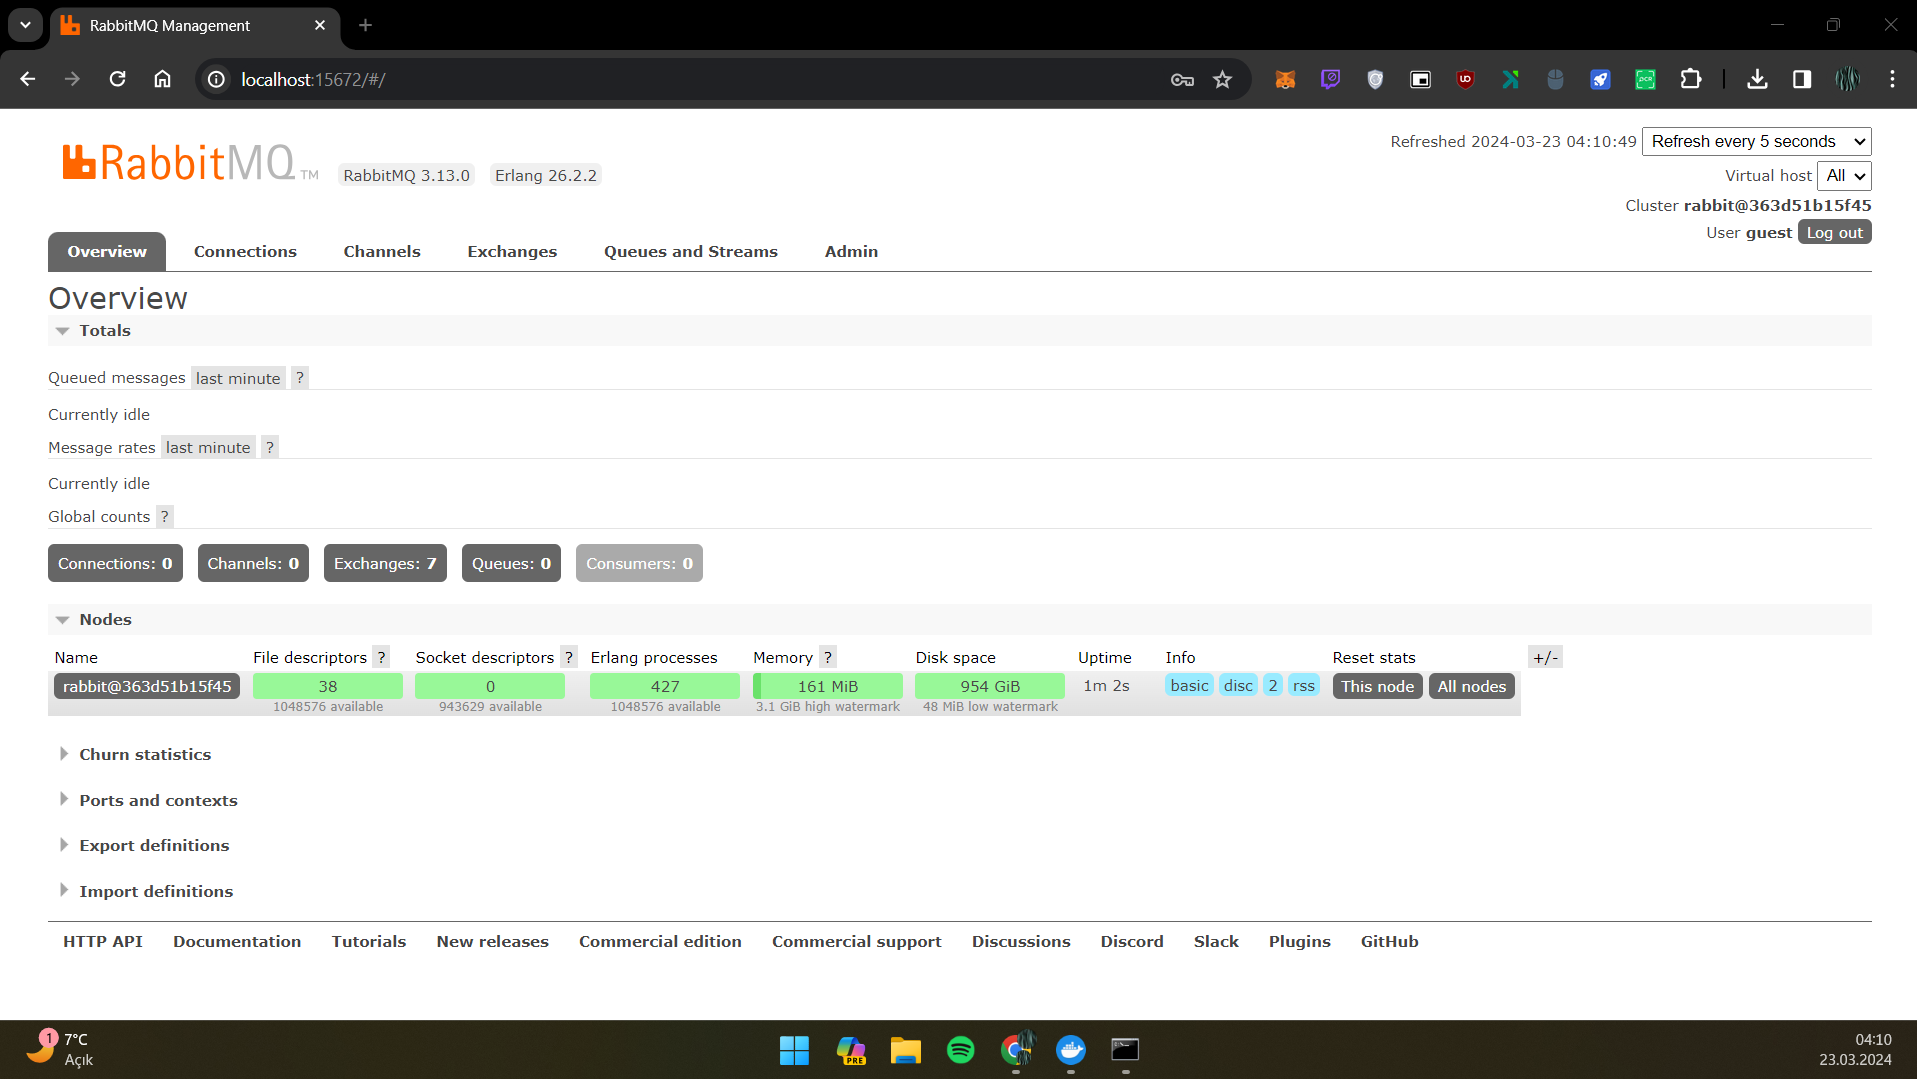 RabbitMQ Management
localhost:15672/#/
RabbitMQ TM
RabbitMQ 3.13.0 Erlang 26.2.2
Refreshed 2024-03-23 04:10:49 Refresh every 5 seconds
Virtual host All
Cluster rabbit@363d51b15f45
User guest Log out
Overview Connections Channels Exchanges Queues and Streams Admin
Overview
Totals
Queued messages last minute ?
Currently idle
Message rates last minute ?
Currently idle
Global counts ?
Connections: 0 Channels: 0 Exchanges: 7 Queues: 0 Consumers: 0
Nodes
Name File descriptors ? Socket descriptors ? Erlang processes Memory ? Disk space Uptime Info Reset stats +/-
rabbit@363d51b15f45 38 0 427 161 MiB 954 GiB 1m 2s basic disc 2 rss This node All nodes
1048576 available 943629 available 1048576 available 3.1 GiB high watermark 48 MiB low watermark
Churn statistics
Ports and contexts
Export definitions
Import definitions
HTTP API Documentation Tutorials New releases Commercial edition Commercial support Discussions Discord Slack Plugins GitHub
1 7°C
Açık
PRE
04:10
23.03.2024